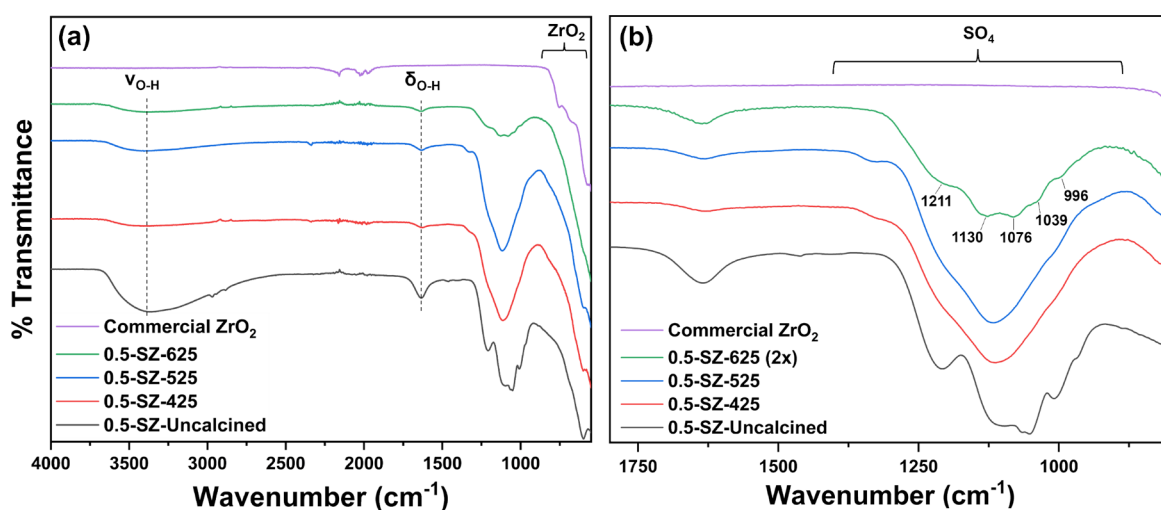 (a)
ZrO₂
νO-H
δO-H
Commercial ZrO₂
0.5-SZ-625
0.5-SZ-525
0.5-SZ-425
0.5-SZ-Uncalcined
% Transmittance
4000 3500 3000 2500 2000 1500 1000
Wavenumber (cm⁻¹)
(b)
SO₄
1211
1130
1076
1039
996
Commercial ZrO₂
0.5-SZ-625 (2x)
0.5-SZ-525
0.5-SZ-425
0.5-SZ-Uncalcined
1750 1500 1250 1000
Wavenumber (cm⁻¹)